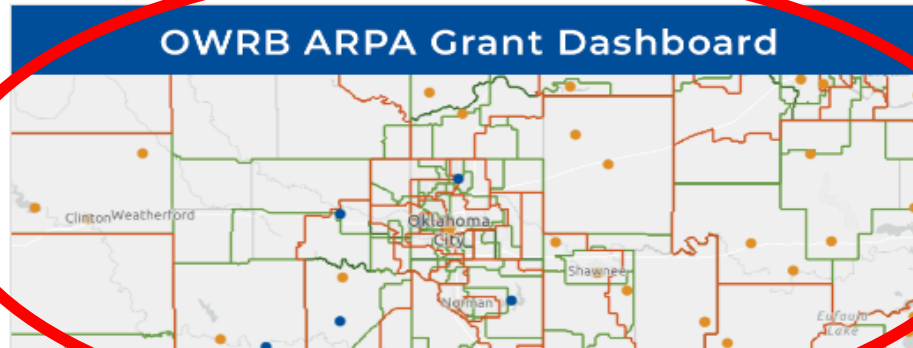 OWRB ARPA Grant Dashboard
Clinton Weatherford
Oklahoma
City
Shawnee
Norman
Eufaula
Lake